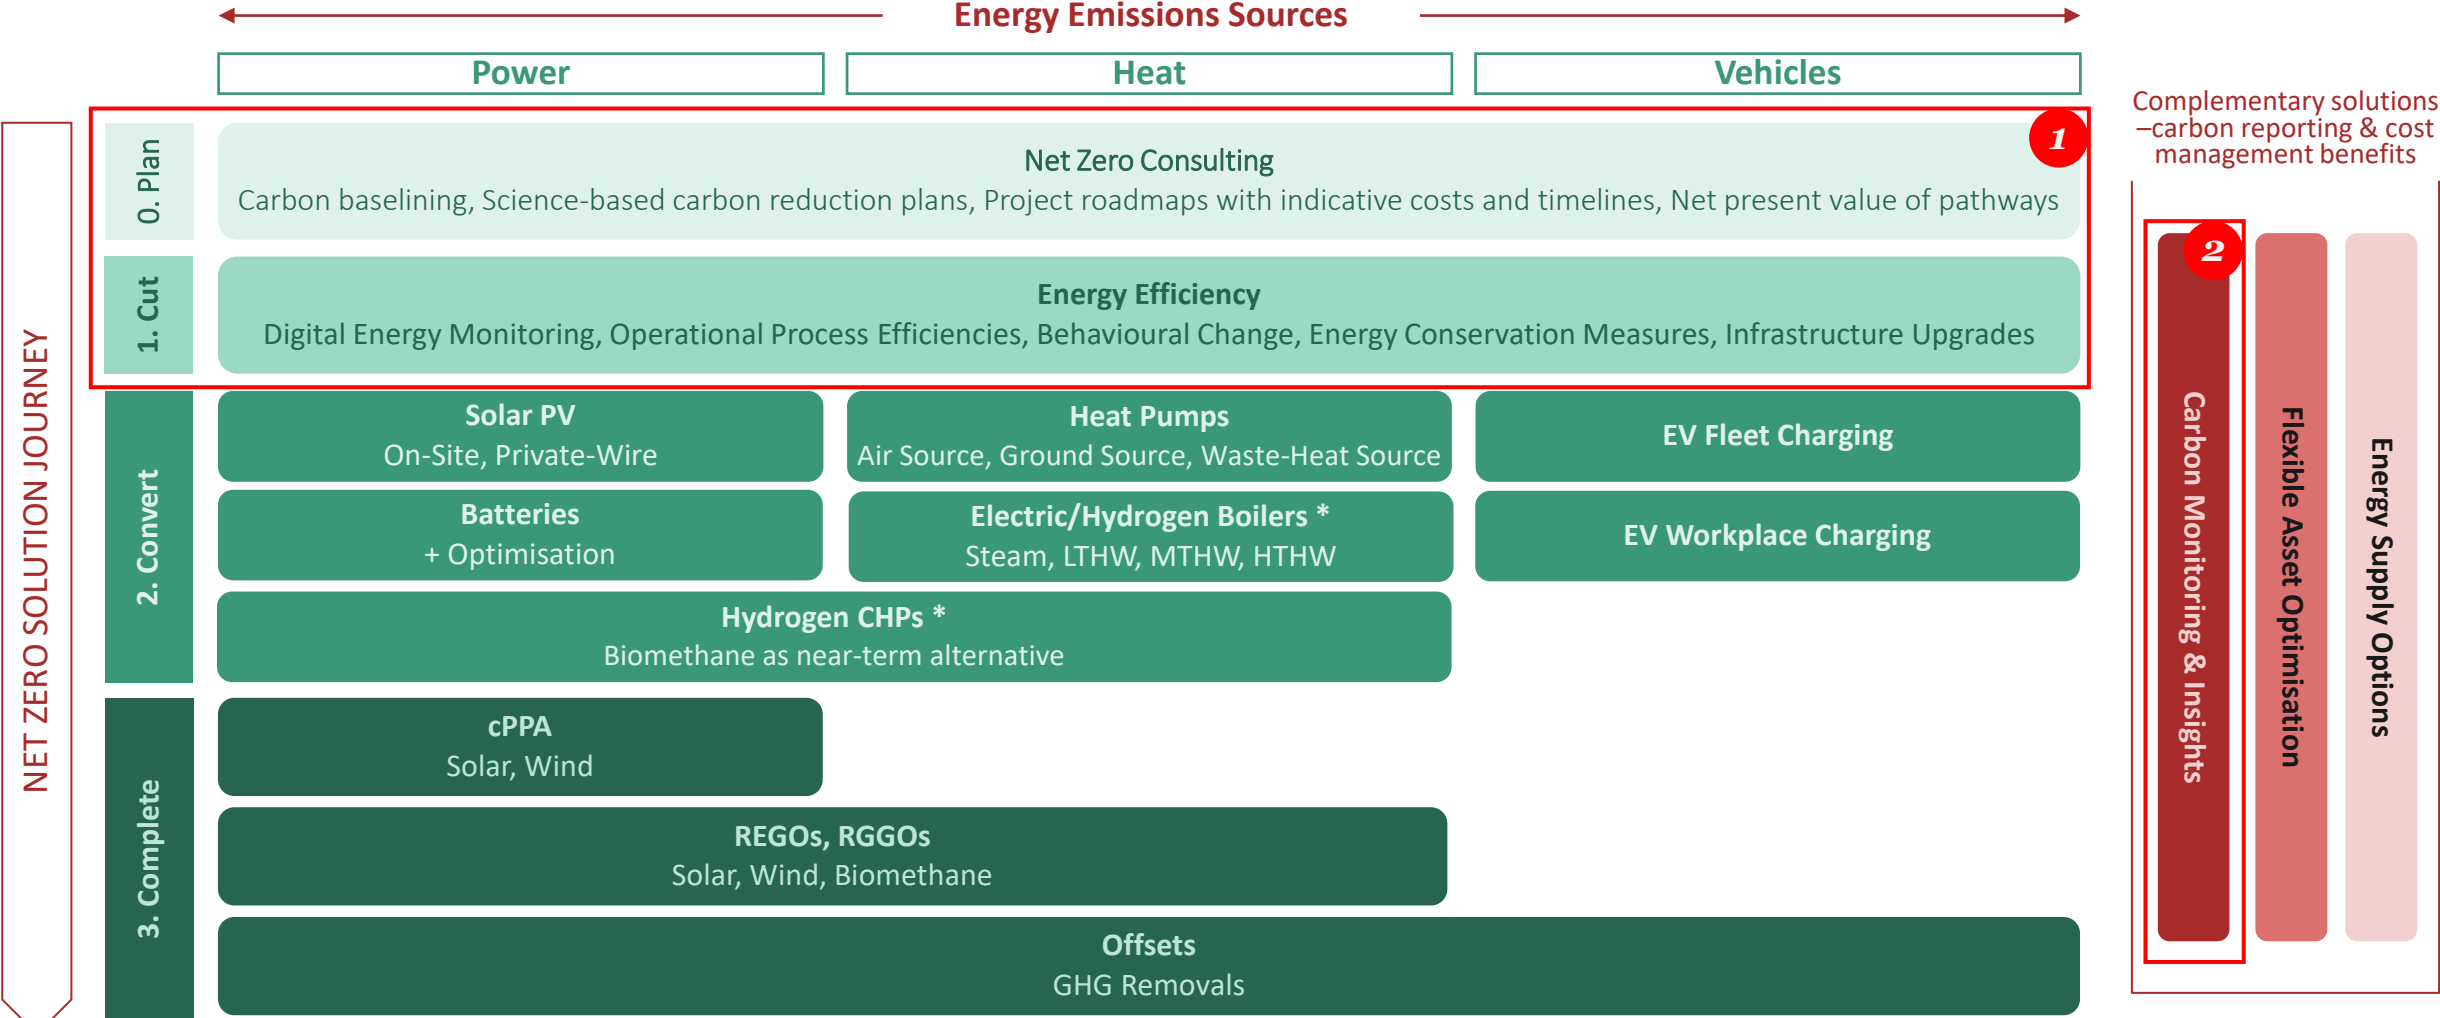 Energy Emissions Sources
Power
Heat
Vehicles
NET ZERO SOLUTION JOURNEY
0. Plan
Net Zero Consulting
Carbon baselining, Science-based carbon reduction plans, Project roadmaps with indicative costs and timelines, Net present value of pathways
1
1. Cut
Energy Efficiency
Digital Energy Monitoring, Operational Process Efficiencies, Behavioural Change, Energy Conservation Measures, Infrastructure Upgrades
2. Convert
Solar PV
On-Site, Private-Wire
Heat Pumps
Air Source, Ground Source, Waste-Heat Source
EV Fleet Charging
Batteries
+ Optimisation
Electric/Hydrogen Boilers *
Steam, LTHW, MTHW, HTHW
EV Workplace Charging
Hydrogen CHPs *
Biomethane as near-term alternative
3. Complete
cPPA
Solar, Wind
REGOs, RGGOs
Solar, Wind, Biomethane
Offsets
GHG Removals
Complementary solutions
–carbon reporting & cost
management benefits
2
Carbon Monitoring & Insights
Flexible Asset Optimisation
Energy Supply Options